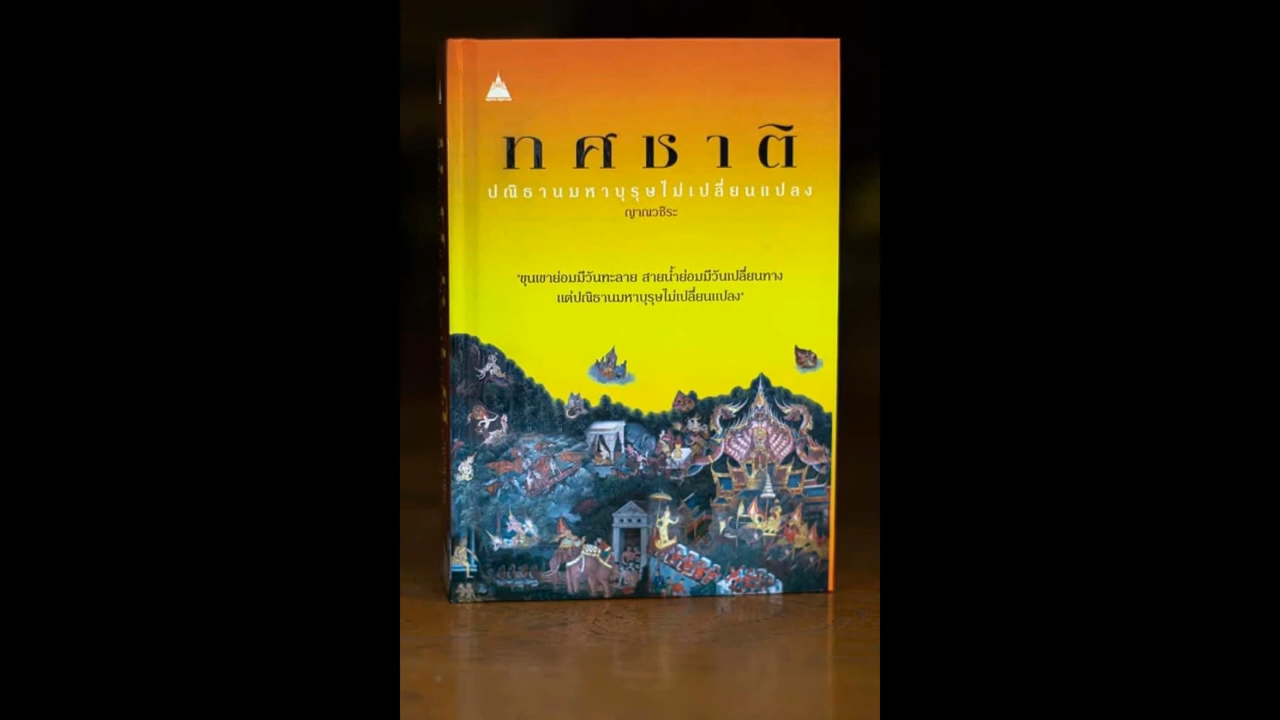 ทศชาติ
ปณิธานมหาบุรุษไม่เปลี่ยนแปลง
ญาณวชิระ
"ขุนเขาย่อมมีวันทะลาย สายน้ำย่อมมีวันเปลี่ยนทาง
แต่ปณิธานมหาบุรุษไม่เปลี่ยนแปลง"